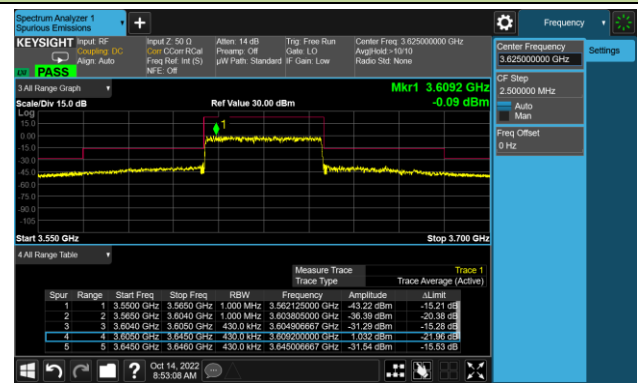 Spectrum Analyzer 1
Spurious Emissions
Frequency
KEYSIGHT
Input: RF
Coupling: DC
Align: Auto
Input Z: 50 Ω
Corr CCorr RCal
Freq Ref: Int (S)
NFE: Off
Atten: 14 dB
Preamp: Off
µW Path: Standard
Trig: Free Run
Gate: LO
IF Gain: Low
Center Freq: 3.625000000 GHz
Avg|Hold:>10/10
Radio Std: None
PASS
3 All Range Graph
Scale/Div 15.0 dB
Ref Value 30.00 dBm
Mkr1 3.6092 GHz
-0.09 dBm
Log
15.0
0.00
-15.0
-30.0
-45.0
-60.0
-75.0
-90.0
-105
1
Start 3.550 GHz
Stop 3.700 GHz
4 All Range Table
Measure Trace Trace 1
Trace Type Trace Average (Active)
Spur Range Start Freq Stop Freq RBW Frequency Amplitude ΔLimit
1 1 3.5500 GHz 3.5650 GHz 1.000 MHz 3.562125000 GHz -43.22 dBm -15.21 dB
2 2 3.5650 GHz 3.6040 GHz 1.000 MHz 3.603805000 GHz -36.39 dBm -20.38 dB
3 3 3.6040 GHz 3.6050 GHz 430.0 kHz 3.604906667 GHz -31.29 dBm -15.28 dB
4 4 3.6050 GHz 3.6450 GHz 430.0 kHz 3.609200000 GHz 1.032 dBm -21.96 dB
5 5 3.6450 GHz 3.6460 GHz 430.0 kHz 3.645006667 GHz -31.54 dBm -15.53 dB
Oct 14, 2022
8:53:08 AM
Center Frequency
3.625000000 GHz
Settings
CF Step
2.500000 MHz
Auto
Man
Freq Offset
0 Hz